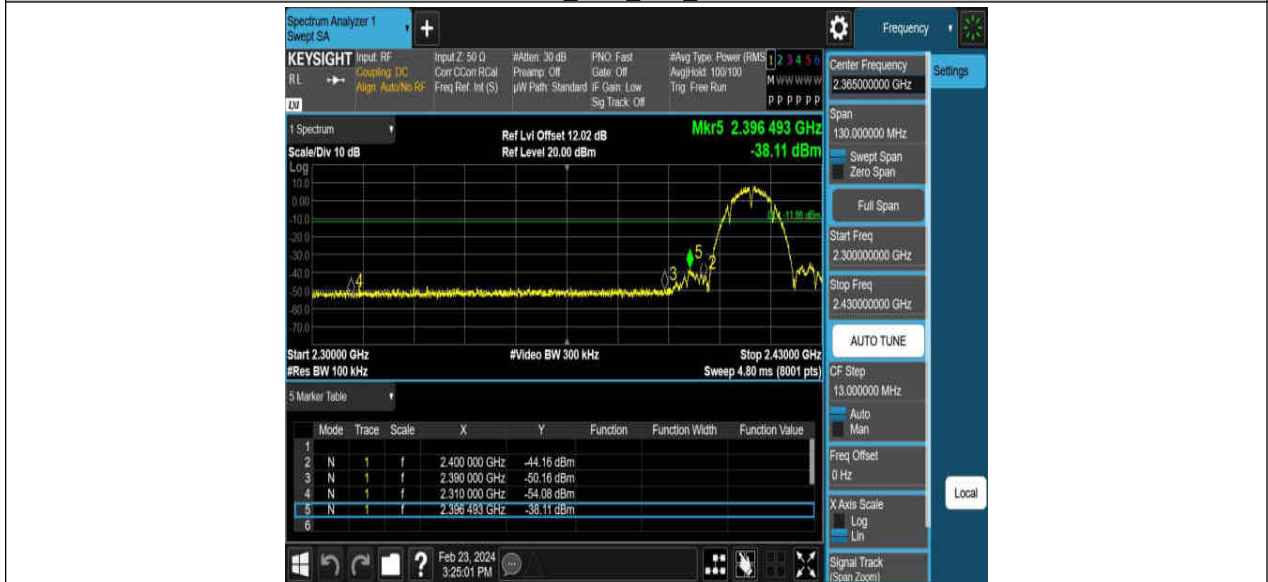 Spectrum Analyzer 1
Swept SA
+
Frequency
KEYSIGHT
RL
LXI
Input: RF
Coupling: DC
Align: Auto/No RF
Input Z: 50 Ω
Corr CCorr RCal
Freq Ref: Int (S)
#Atten: 30 dB
Preamp: Off
µW Path: Standard
PNO: Fast
Gate: Off
IF Gain: Low
Sig Track: Off
#Avg Type: Power (RMS
Avg|Hold: 100/100
Trig: Free Run
1 2 3 4 5 6
M W W W W W
P P P P P P
1 Spectrum
Scale/Div 10 dB
Ref Lvl Offset 12.02 dB
Ref Level 20.00 dBm
Mkr5 2.396 493 GHz
-38.11 dBm
Log
10.0
0.00
-10.0
-20.0
-30.0
-40.0
-50.0
-60.0
-70.0
4
3
5
2
-11.98 dBm
Start 2.30000 GHz
#Video BW 300 kHz
Stop 2.43000 GHz
#Res BW 100 kHz
Sweep 4.80 ms (8001 pts)
5 Marker Table
Mode Trace Scale X Y Function Function Width Function Value
1
2 N 1 f 2.400 000 GHz -44.16 dBm
3 N 1 f 2.390 000 GHz -50.16 dBm
4 N 1 f 2.310 000 GHz -54.08 dBm
5 N 1 f 2.396 493 GHz -38.11 dBm
6
?
Feb 23, 2024
3:25:01 PM
Center Frequency
2.365000000 GHz
Settings
Span
130.000000 MHz
Swept Span
Zero Span
Full Span
Start Freq
2.300000000 GHz
Stop Freq
2.430000000 GHz
AUTO TUNE
CF Step
13.000000 MHz
Auto
Man
Freq Offset
0 Hz
X Axis Scale
Log
Lin
Local
Signal Track
(Span Zoom)